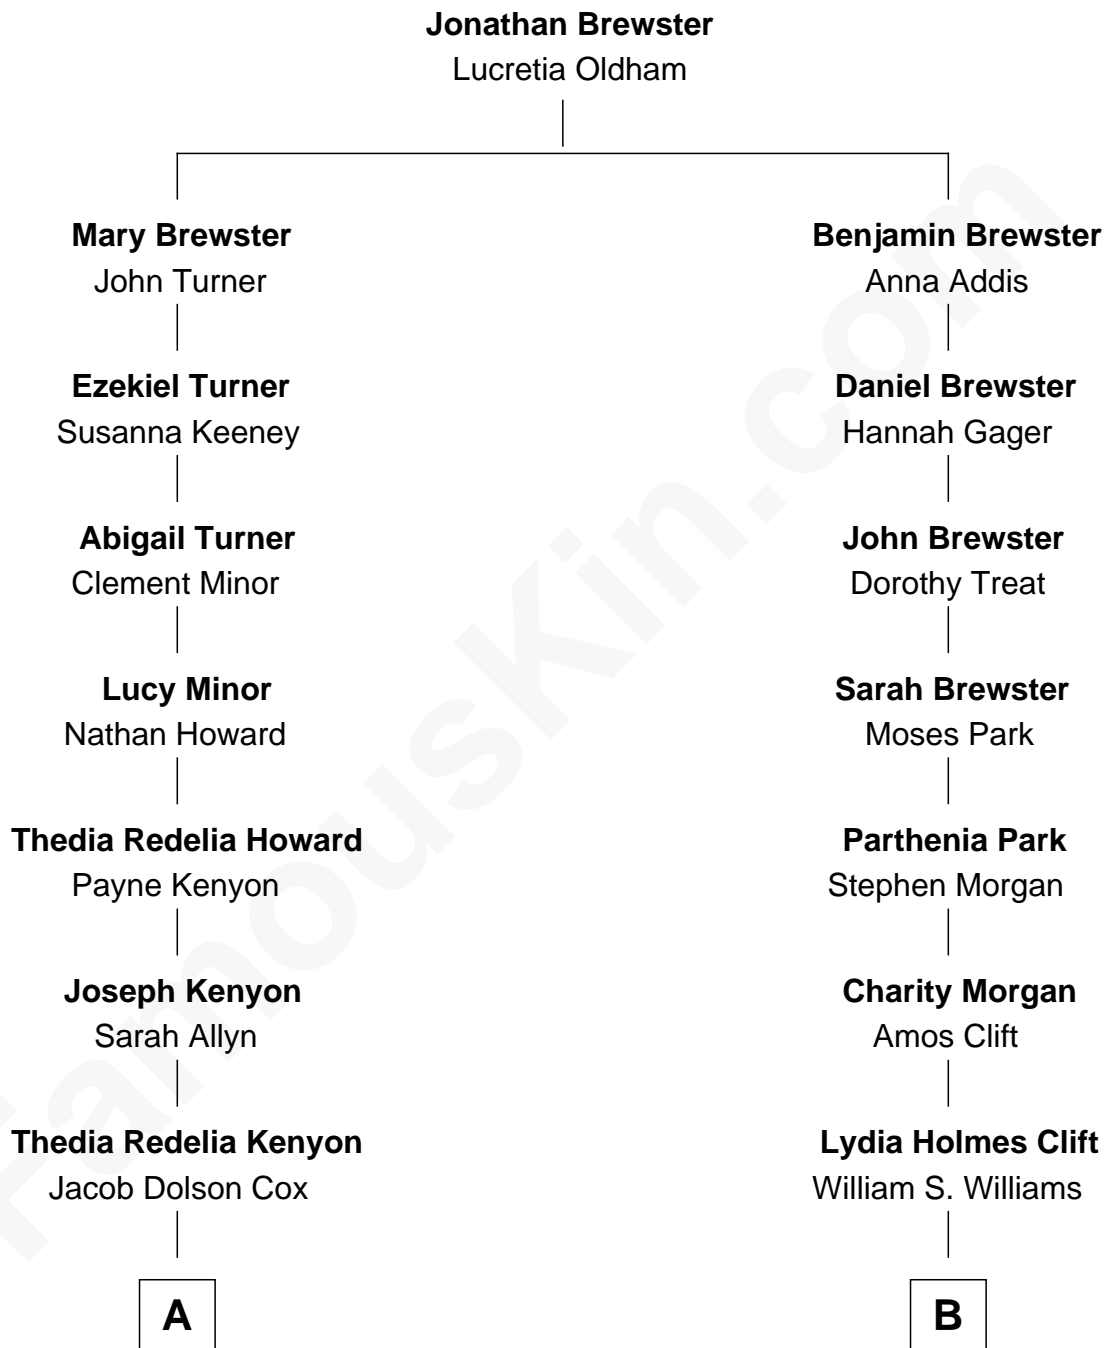 Jonathan Brewster
Lucretia Oldham
Mary Brewster
John Turner
Benjamin Brewster
Anna Addis
Ezekiel Turner
Susanna Keeney
Daniel Brewster
Hannah Gager
Abigail Turner
Clement Minor
John Brewster
Dorothy Treat
Lucy Minor
Nathan Howard
Sarah Brewster
Moses Park
Thedia Redelia Howard
Payne Kenyon
Parthenia Park
Stephen Morgan
Joseph Kenyon
Sarah Allyn
Charity Morgan
Amos Clift
Thedia Redelia Kenyon
Jacob Dolson Cox
Lydia Holmes Clift
William S. Williams
A
B
FamousKin.com